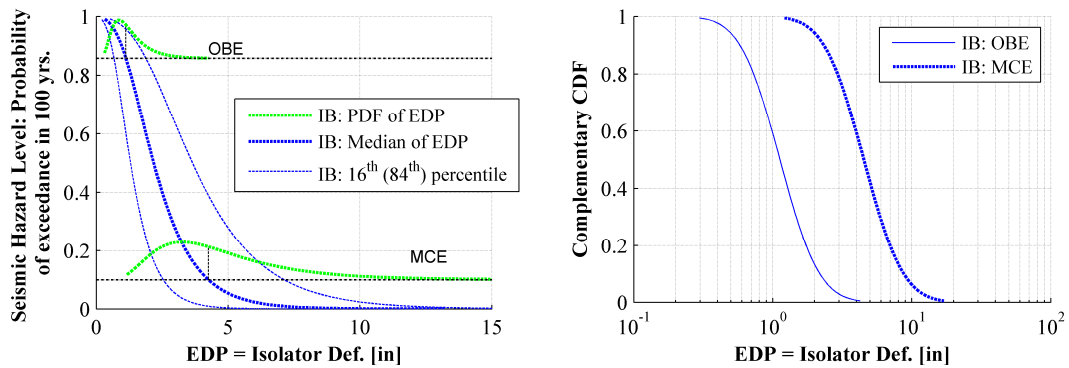 Seismic Hazard Level: Probability
of exceedance in 100 yrs.
1
0.8
0.6
0.4
0.2
0
OBE
IB: PDF of EDP
IB: Median of EDP
IB: 16th (84th) percentile
MCE
0 5 10 15
EDP = Isolator Def. [in]
Complementary CDF
1
0.8
0.6
0.4
0.2
0
IB: OBE
IB: MCE
10-1 100 101 102
EDP = Isolator Def. [in]